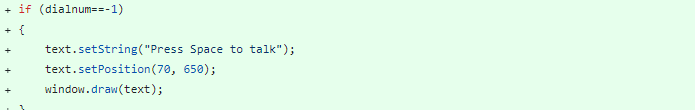 + if (dialnum==-1)
+ {
+     text.setString("Press Space to talk");
+     text.setPosition(70, 650);
+     window.draw(text);
+ }